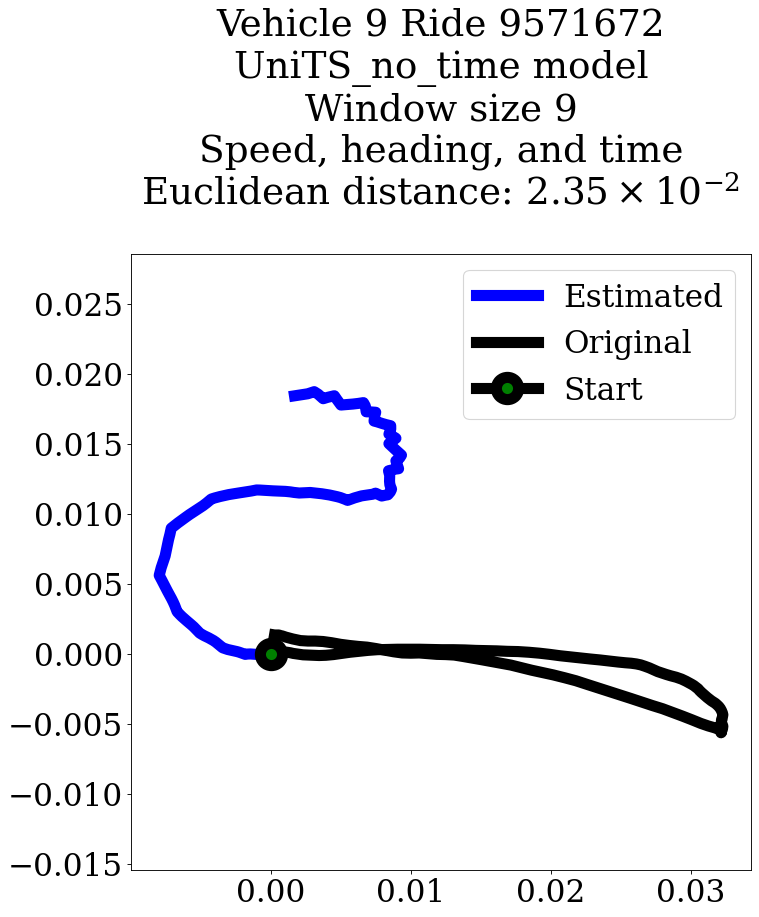 Vehicle 9 Ride 9571672
UniTS_no_time model
Window size 9
Speed, heading, and time
Euclidean distance: 2.35 × 10⁻²
Estimated
Original
Start
0.025
0.020
0.015
0.010
0.005
0.000
−0.005
−0.010
−0.015
0.00 0.01 0.02 0.03